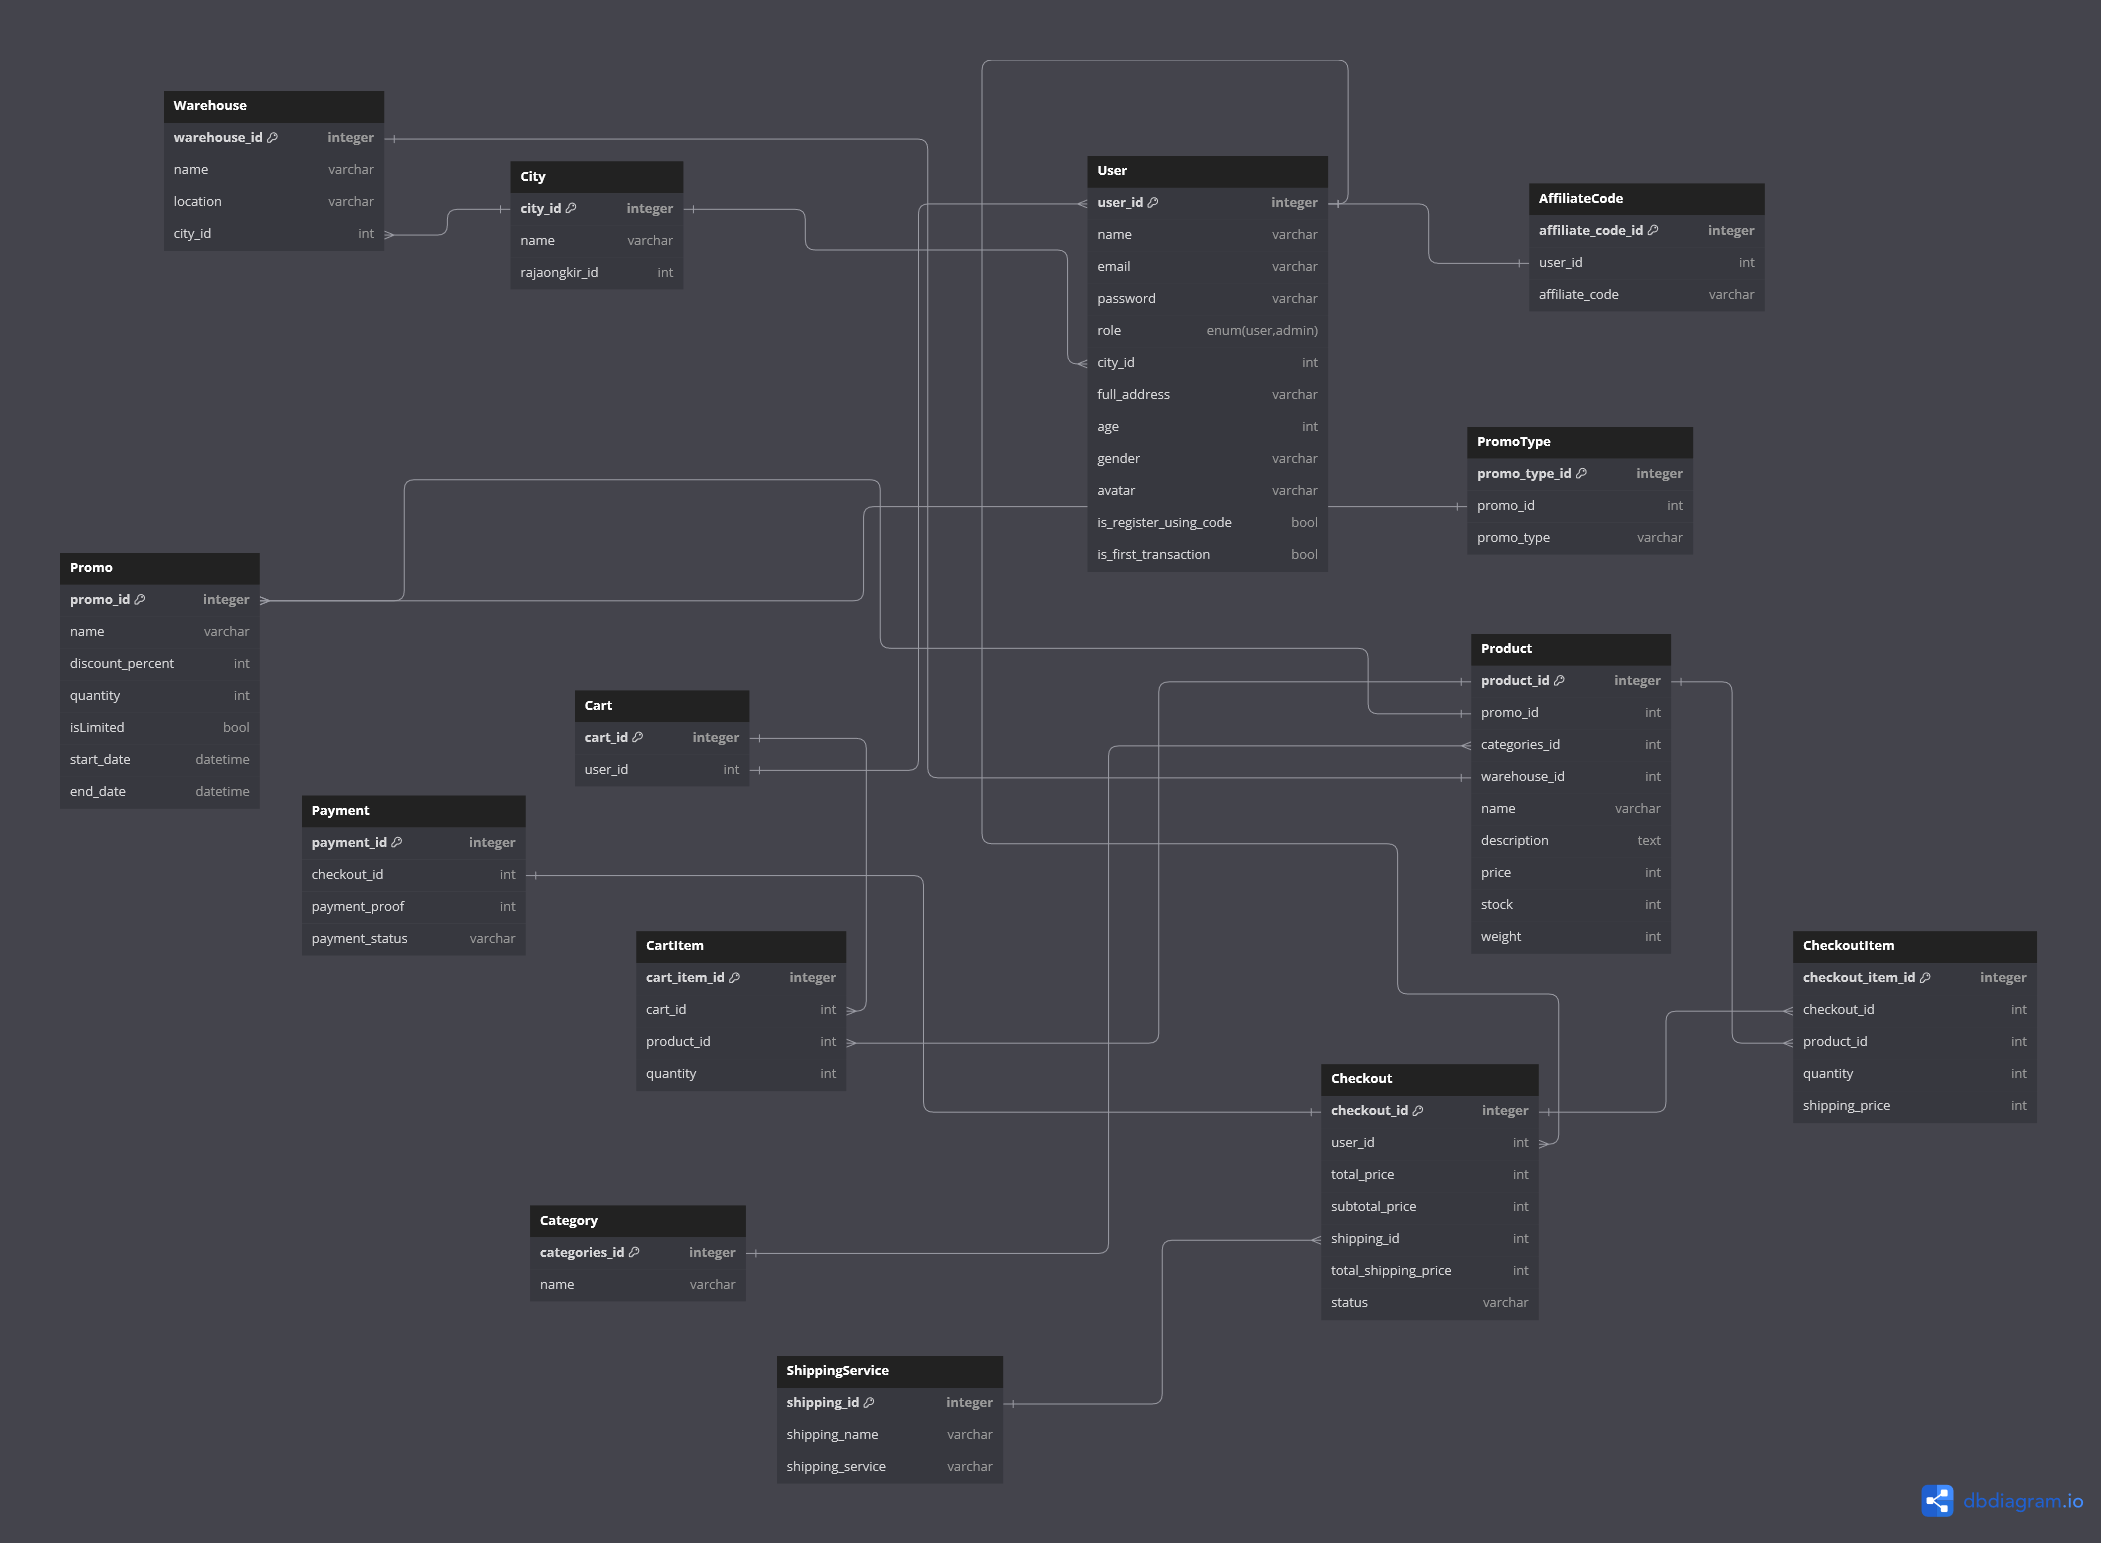 Warehouse
warehouse_id integer
name varchar
location varchar
city_id int
City
city_id integer
name varchar
rajaongkir_id int
User
user_id integer
name varchar
email varchar
password varchar
role enum(user,admin)
city_id int
full_address varchar
age int
gender varchar
avatar varchar
is_register_using_code bool
is_first_transaction bool
AffiliateCode
affiliate_code_id integer
user_id int
affiliate_code varchar
PromoType
promo_type_id integer
promo_id int
promo_type varchar
Promo
promo_id integer
name varchar
discount_percent int
quantity int
isLimited bool
start_date datetime
end_date datetime
Product
product_id integer
promo_id int
categories_id int
warehouse_id int
name varchar
description text
price int
stock int
weight int
Cart
cart_id integer
user_id int
Payment
payment_id integer
checkout_id int
payment_proof int
payment_status varchar
CartItem
cart_item_id integer
cart_id int
product_id int
quantity int
CheckoutItem
checkout_item_id integer
checkout_id int
product_id int
quantity int
shipping_price int
Checkout
checkout_id integer
user_id int
total_price int
subtotal_price int
shipping_id int
total_shipping_price int
status varchar
Category
categories_id integer
name varchar
ShippingService
shipping_id integer
shipping_name varchar
shipping_service varchar
dbdiagram.io